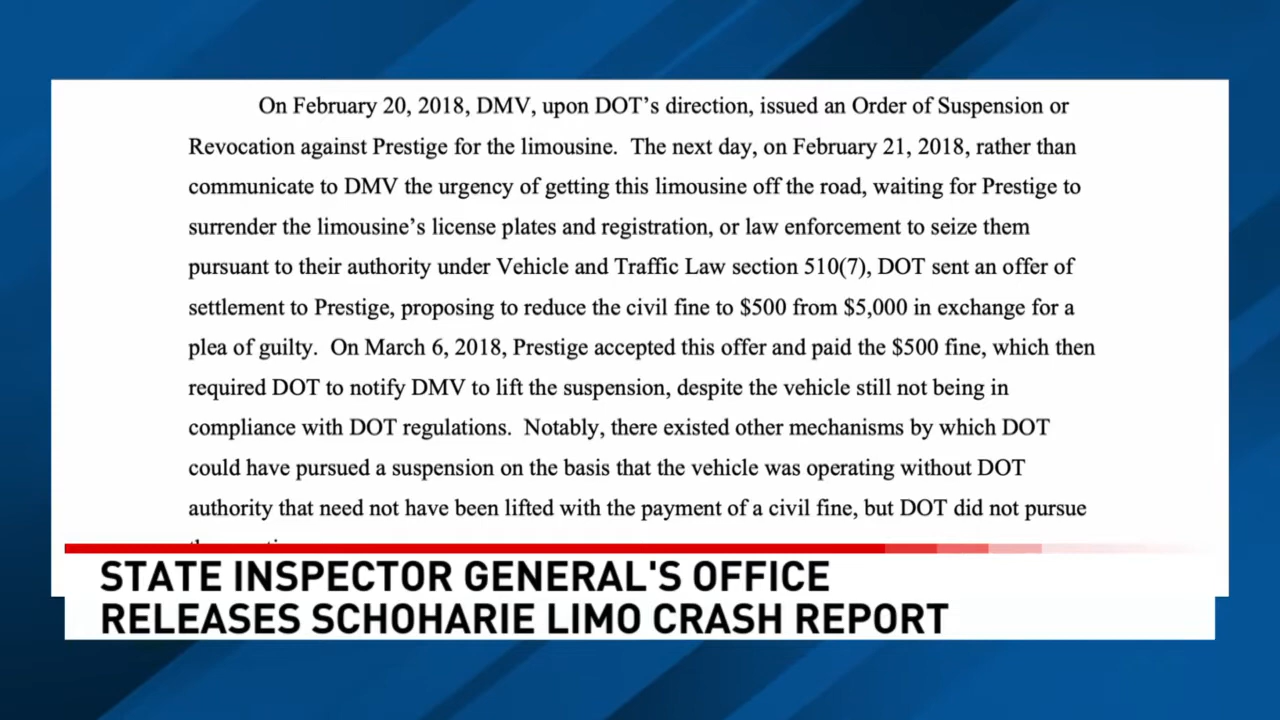 On February 20, 2018, DMV, upon DOT’s direction, issued an Order of Suspension or
Revocation against Prestige for the limousine.  The next day, on February 21, 2018, rather than
communicate to DMV the urgency of getting this limousine off the road, waiting for Prestige to
surrender the limousine’s license plates and registration, or law enforcement to seize them
pursuant to their authority under Vehicle and Traffic Law section 510(7), DOT sent an offer of
settlement to Prestige, proposing to reduce the civil fine to $500 from $5,000 in exchange for a
plea of guilty.  On March 6, 2018, Prestige accepted this offer and paid the $500 fine, which then
required DOT to notify DMV to lift the suspension, despite the vehicle still not being in
compliance with DOT regulations.  Notably, there existed other mechanisms by which DOT
could have pursued a suspension on the basis that the vehicle was operating without DOT
authority that need not have been lifted with the payment of a civil fine, but DOT did not pursue
STATE INSPECTOR GENERAL'S OFFICE
RELEASES SCHOHARIE LIMO CRASH REPORT